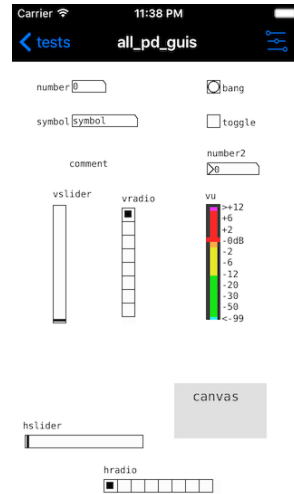 Carrier 11:38 PM
tests all_pd_guis
number 0
bang
symbol symbol
toggle
comment
number2
0
vslider
vradio
vu
>+12
+6
+2
-0dB
-2
-6
-12
-20
-30
-50
<-99
canvas
hslider
hradio